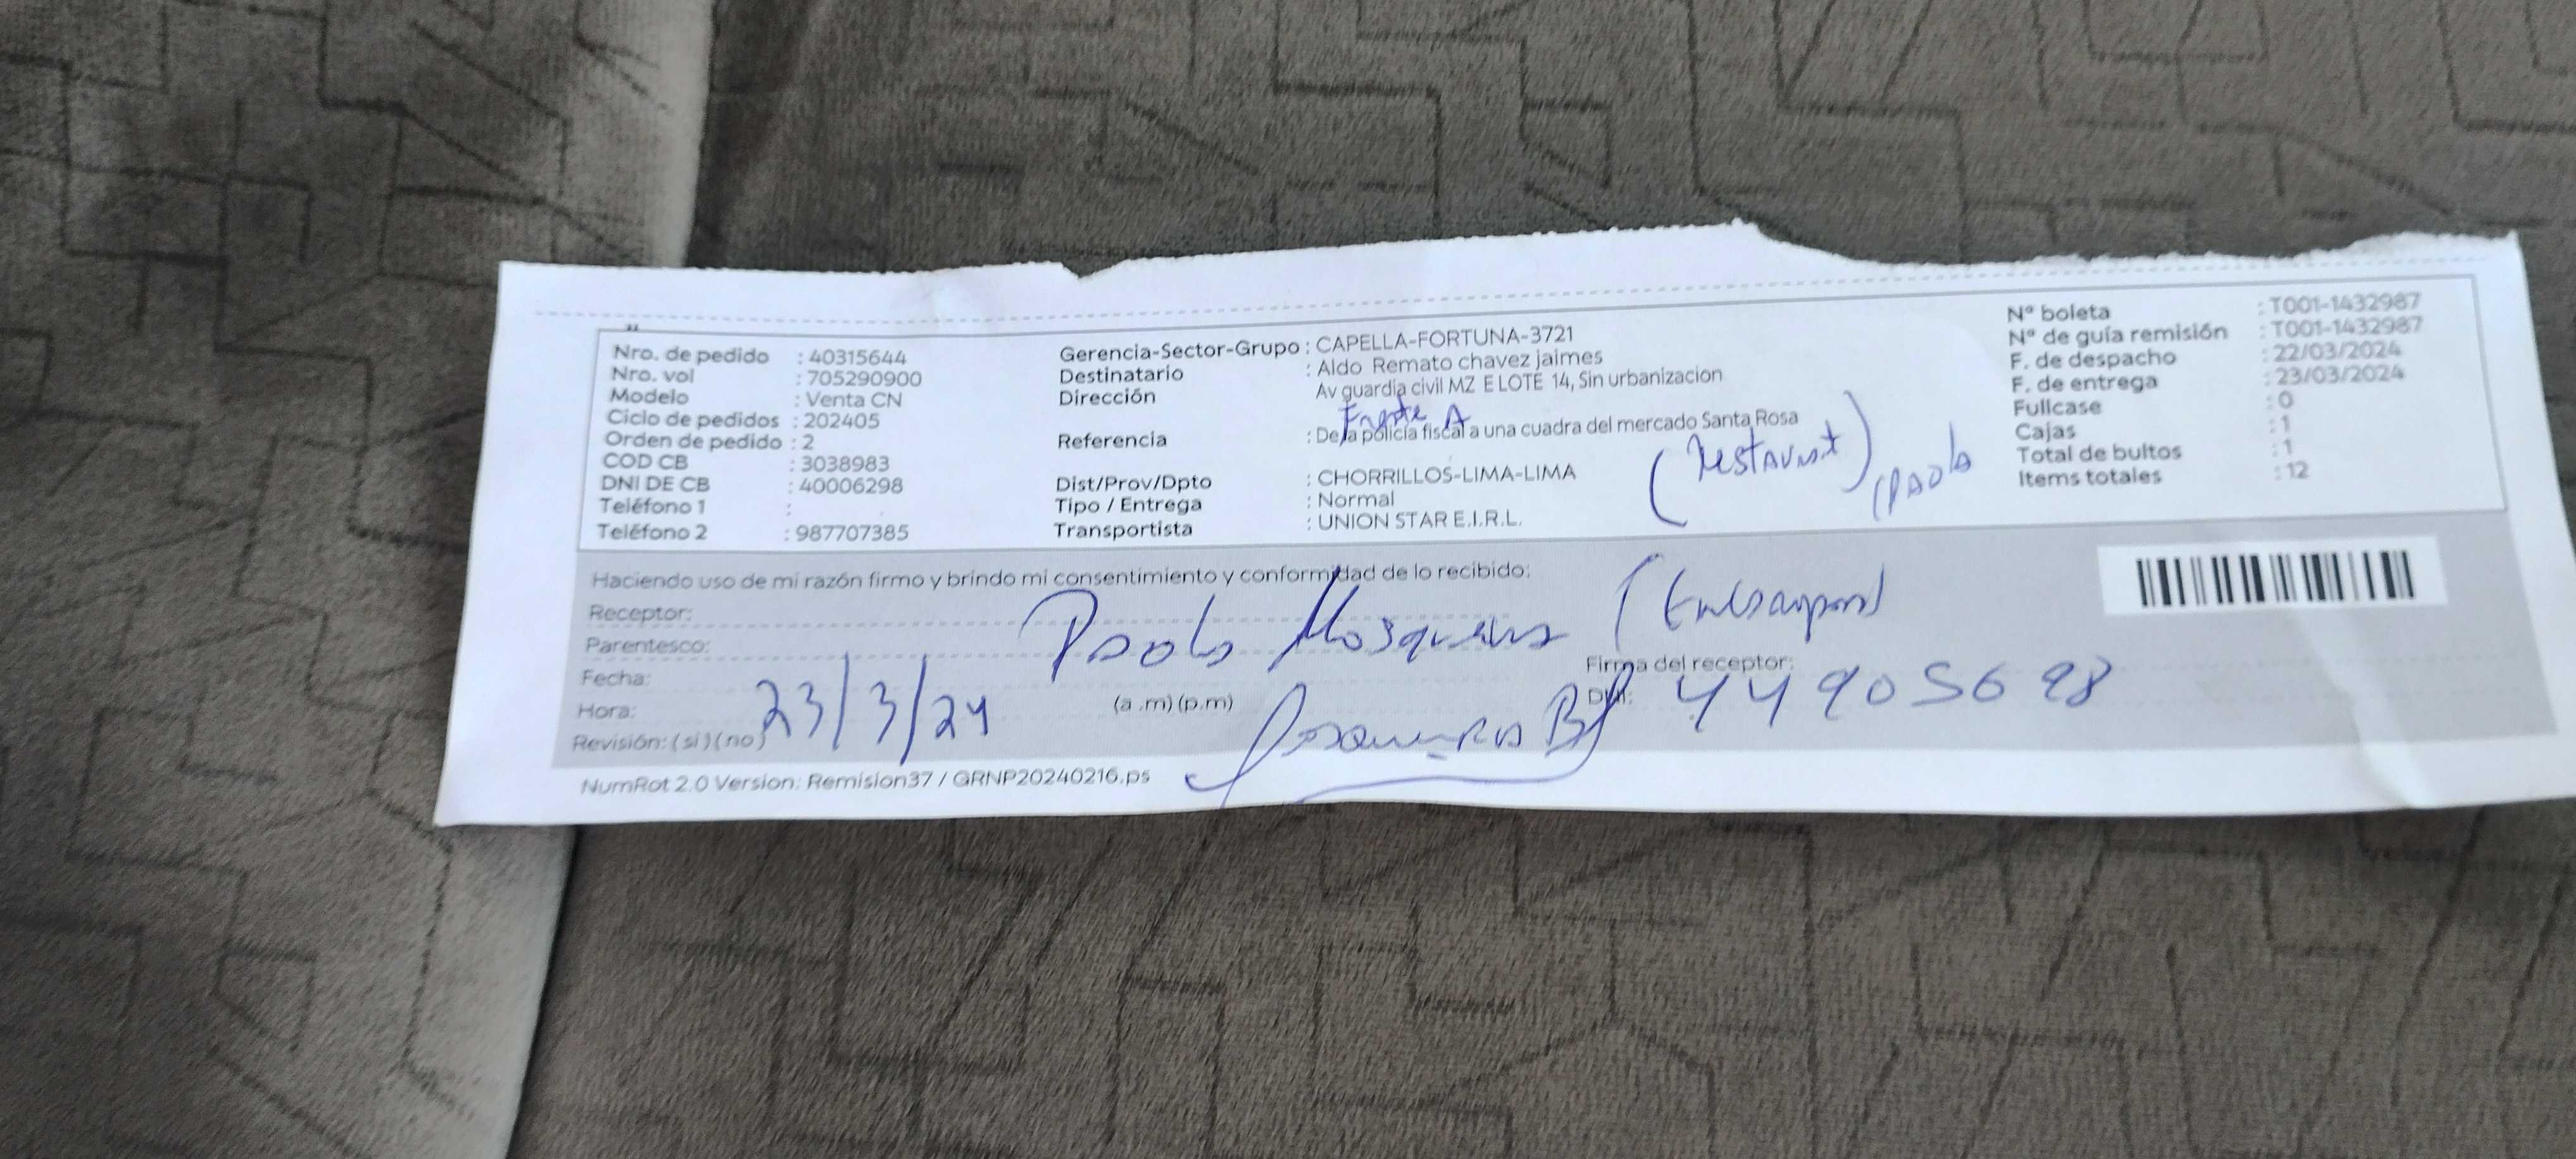 Nro. de pedido : 40315644
Nro. vol : 705290900
Modelo : Venta CN
Ciclo de pedidos : 202405
Orden de pedido : 2
COD CB : 3038983
DNI DE CB : 40006298
Teléfono 1 :
Teléfono 2 : 987707385
Gerencia-Sector-Grupo : CAPELLA-FORTUNA-3721
Destinatario : Aldo Remato chavez jaimes
Dirección Av guardia civil MZ E LOTE 14, Sin urbanizacion
Frente A
Referencia : De la policia fiscal a una cuadra del mercado Santa Rosa
(Restaurant) (Paola
Dist/Prov/Dpto : CHORRILLOS-LIMA-LIMA
Tipo / Entrega : Normal
Transportista : UNION STAR E.I.R.L.
Nº boleta : T001-1432987
Nº de guía remisión : T001-1432987
F. de despacho : 22/03/2024
F. de entrega : 23/03/2024
Fullcase : 0
Cajas : 1
Total de bultos : 1
Items totales : 12
Haciendo uso de mi razón firmo y brindo mi consentimiento y conformidad de lo recibido:
Receptor: Paola Mosquera
Parentesco:
Fecha: 23/3/24
Hora: (a .m) (p.m)
Revisión: (si) (no)
Firma del receptor:
DNI: 44905698
NumRot 2.0 Version: Remision37 / GRNP20240216.ps